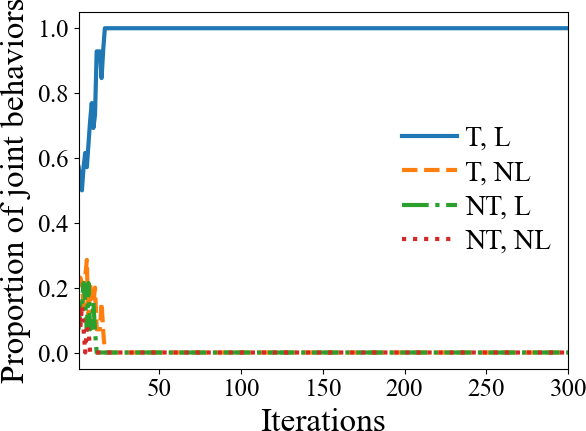 Proportion of joint behaviors
1.0
0.8
0.6
0.4
0.2
0.0
T, L
T, NL
NT, L
NT, NL
50 100 150 200 250 300
Iterations